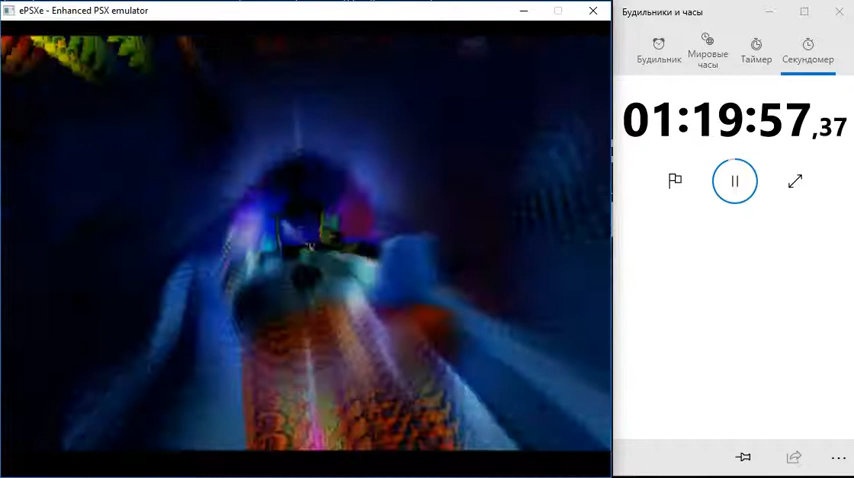 ePSXe - Enhanced PSX emulator
Будильники и часы
Будильник
Мировые
часы
Таймер
Секундомер
01:19:57,37